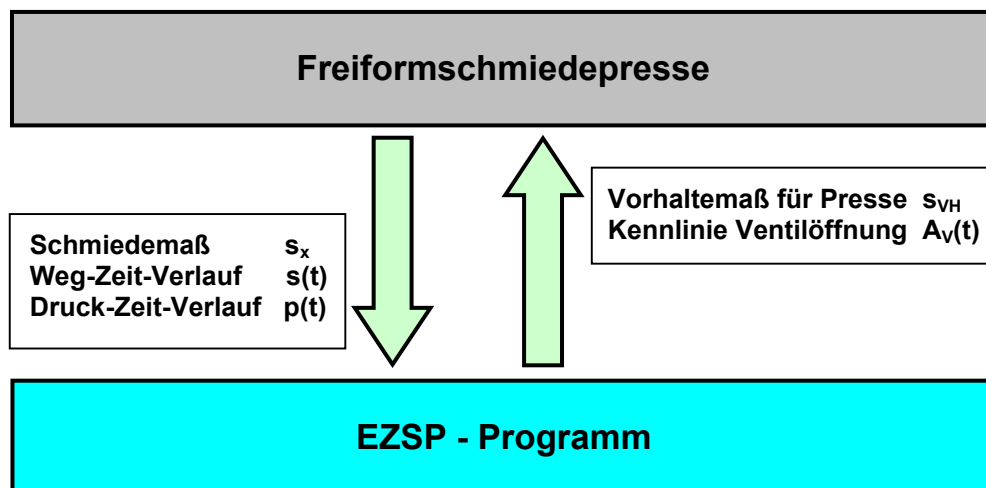 Freiformschmiedepresse
Vorhaltemaß für Presse s_VH
Kennlinie Ventilöffnung A_V(t)
Schmiedemaß s_x
Weg-Zeit-Verlauf s(t)
Druck-Zeit-Verlauf p(t)
EZSP - Programm